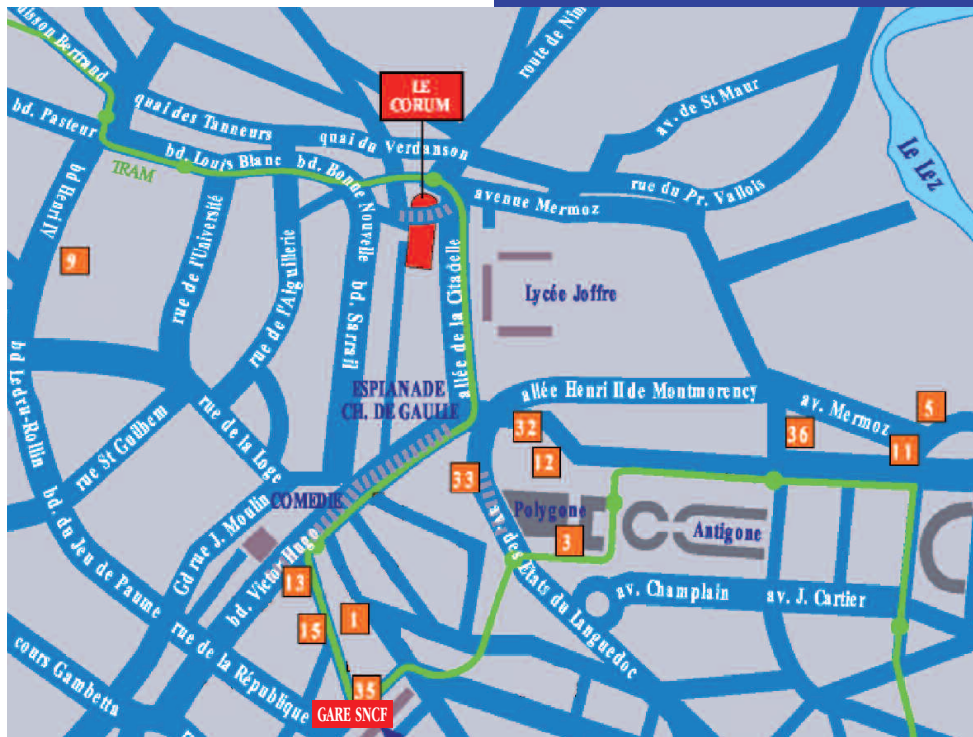 isson Bertrand
bd. Pasteur
quai des Tanneurs
quai du Verdanson
LE
CORUM
route de Nim
av. de St Maur
Le Lez
TRAM
bd. Louis Blanc
bd. Bonne Nouvelle
avenue Mermoz
rue du Pr. Vallois
bd Henri IV
9
rue de l'Université
rue de l'Aiguillerie
bd. Sarrail
allée de la Citadelle
Lycée Joffre
bd Ledru-Rollin
rue St Guilhem
rue de la Loge
ESPLANADE
CH. DE GAULLE
allée Henri II de Montmorency
av. Mermoz
5
32
36
11
12
33
COMEDIE
Polygone
3
Antigone
bd. du Jeu de Paume
Gd rue J. Moulin
bd. Victor Hugo
av. des Etats du Languedoc
av. Champlain
av. J. Cartier
13
15
1
cours Gambetta
rue de la République
35
GARE SNCF